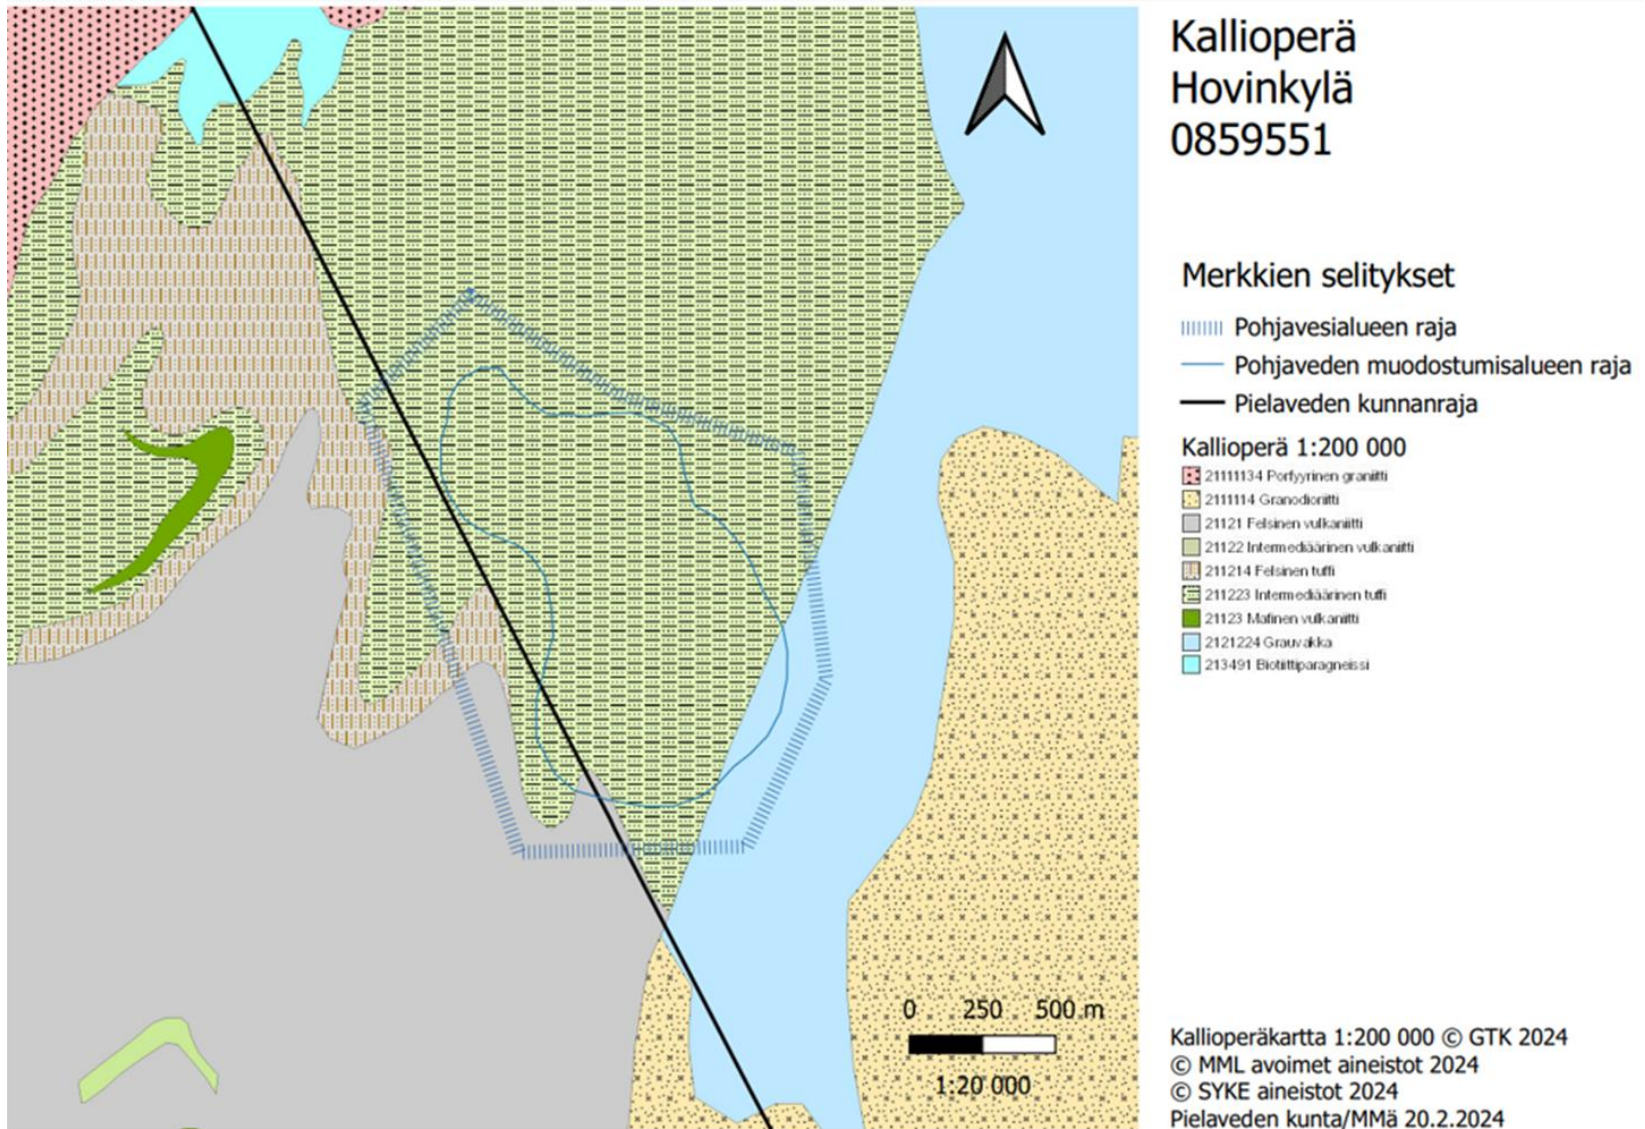 Kallioperä
Hovinkylä
0859551
Merkkien selitykset
Pohjavesialueen raja
Pohjaveden muodostumisalueen raja
Pielaveden kunnanraja
Kallioperä 1:200 000
21111134 Porfyyrinen graniitti
2111114 Granodioriitti
21121 Felsinen vulkaniitti
21122 Intermediäärinen vulkaniitti
211214 Felsinen tuffi
211223 Intermediäärinen tuffi
21123 Mafinen vulkaniitti
2121224 Grauvakka
213491 Biotiittiparagneissi
0 250 500 m
1:20 000
Kallioperäkartta 1:200 000 © GTK 2024
© MML avoimet aineistot 2024
© SYKE aineistot 2024
Pielaveden kunta/MMä 20.2.2024